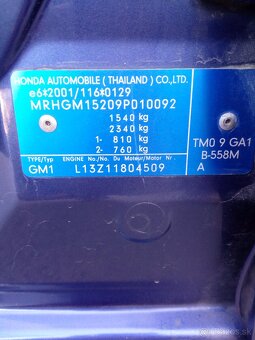 HONDA AUTOMOBILE (THAILAND) CO.,LTD.
e6*2001/116*0129
MRHGM15209P010092
1540 kg
2340 kg
1- 810 kg
2- 760 kg
TM0 9 GA1
B-558M
A
TYPE/Typ ENGINE No./No. Du Moteur/Motor Nr.
GM1 L13Z11804509